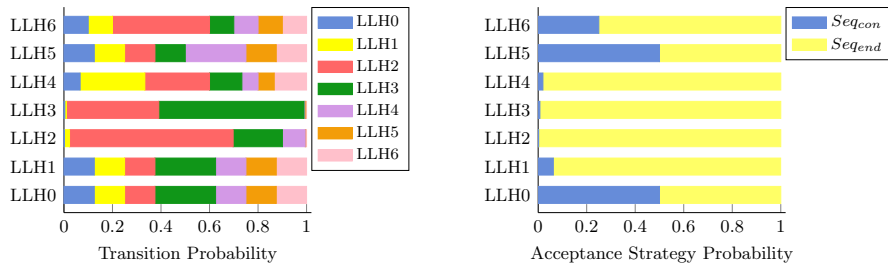 LLH6
LLH5
LLH4
LLH3
LLH2
LLH1
LLH0
0 0.2 0.4 0.6 0.8 1
Transition Probability
LLH0
LLH1
LLH2
LLH3
LLH4
LLH5
LLH6
LLH6
LLH5
LLH4
LLH3
LLH2
LLH1
LLH0
0 0.2 0.4 0.6 0.8 1
Acceptance Strategy Probability
Seqcon
Seqend